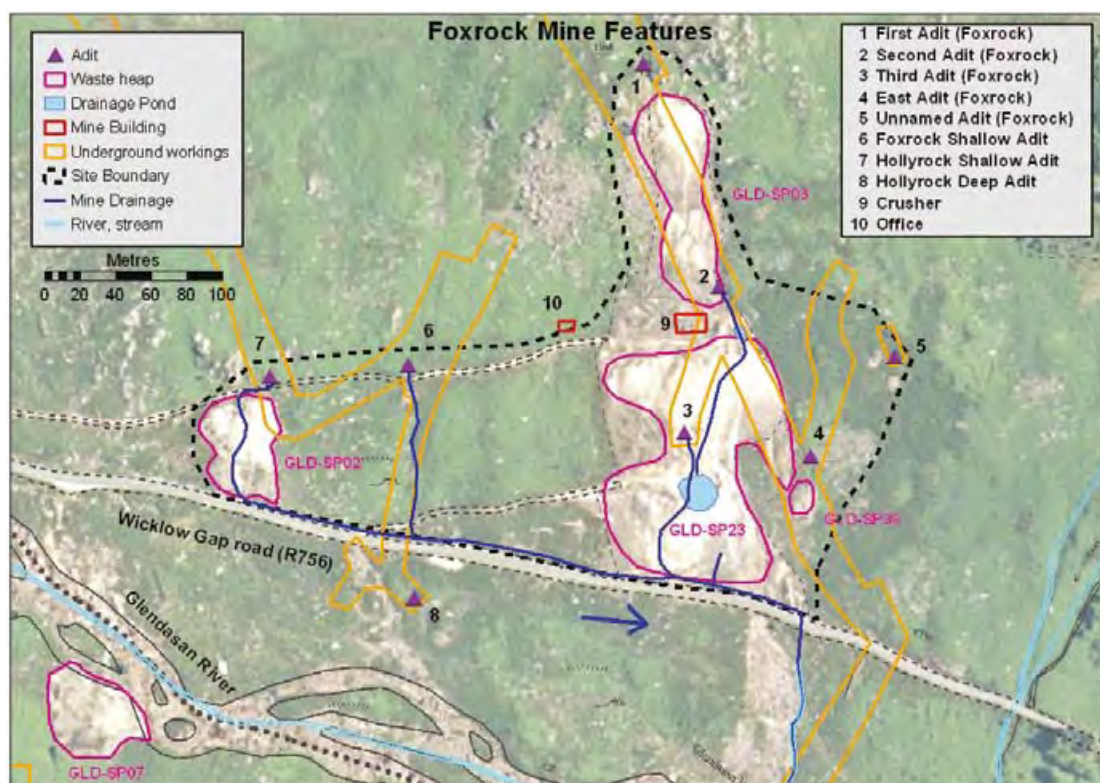 Foxrock Mine Features
Adit
Waste heap
Drainage Pond
Mine Building
Underground workings
Site Boundary
Mine Drainage
River, stream
Metres
0 20 40 60 80 100
1 First Adit (Foxrock)
2 Second Adit (Foxrock)
3 Third Adit (Foxrock)
4 East Adit (Foxrock)
5 Unnamed Adit (Foxrock)
6 Foxrock Shallow Adit
7 Hollyrock Shallow Adit
8 Hollyrock Deep Adit
9 Crusher
10 Office
1
GLD-SP03
2
10
9
6
7
5
3
4
GLD-SP02
GLD-SP23
Wicklow Gap road (R756)
8
Glendasan River
GLD-SP07